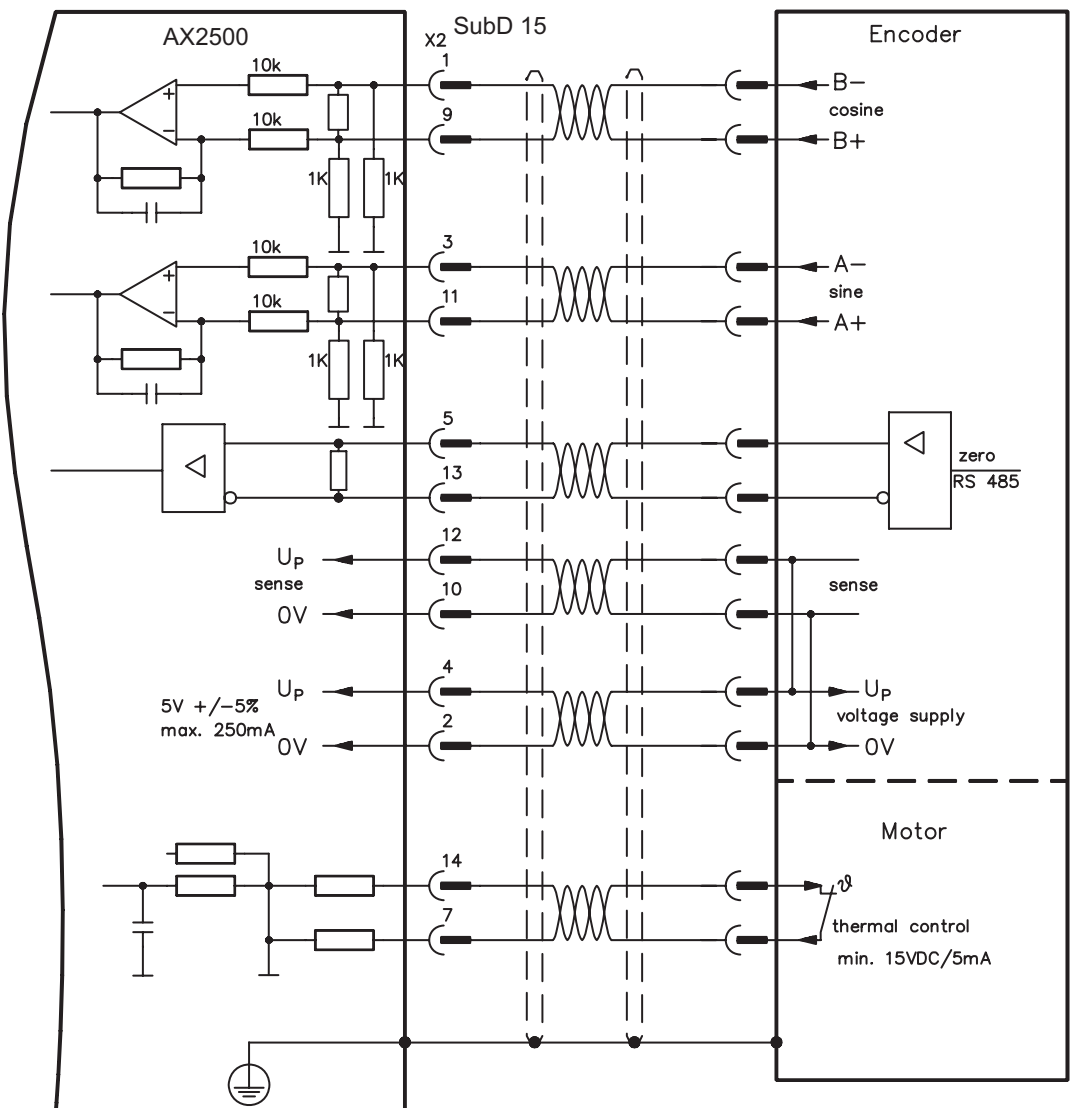 AX2500
X2
SubD 15
Encoder
10k
1
B−
cosine
10k
9
B+
1K
1K
10k
3
A−
sine
10k
11
A+
1K
1K
5
zero
13
RS 485
12
UP
sense
10
0V
sense
4
5V +/−5%
max. 250mA
UP
2
0V
UP
voltage supply
0V
Motor
14
ϑ
7
thermal control
min. 15VDC/5mA